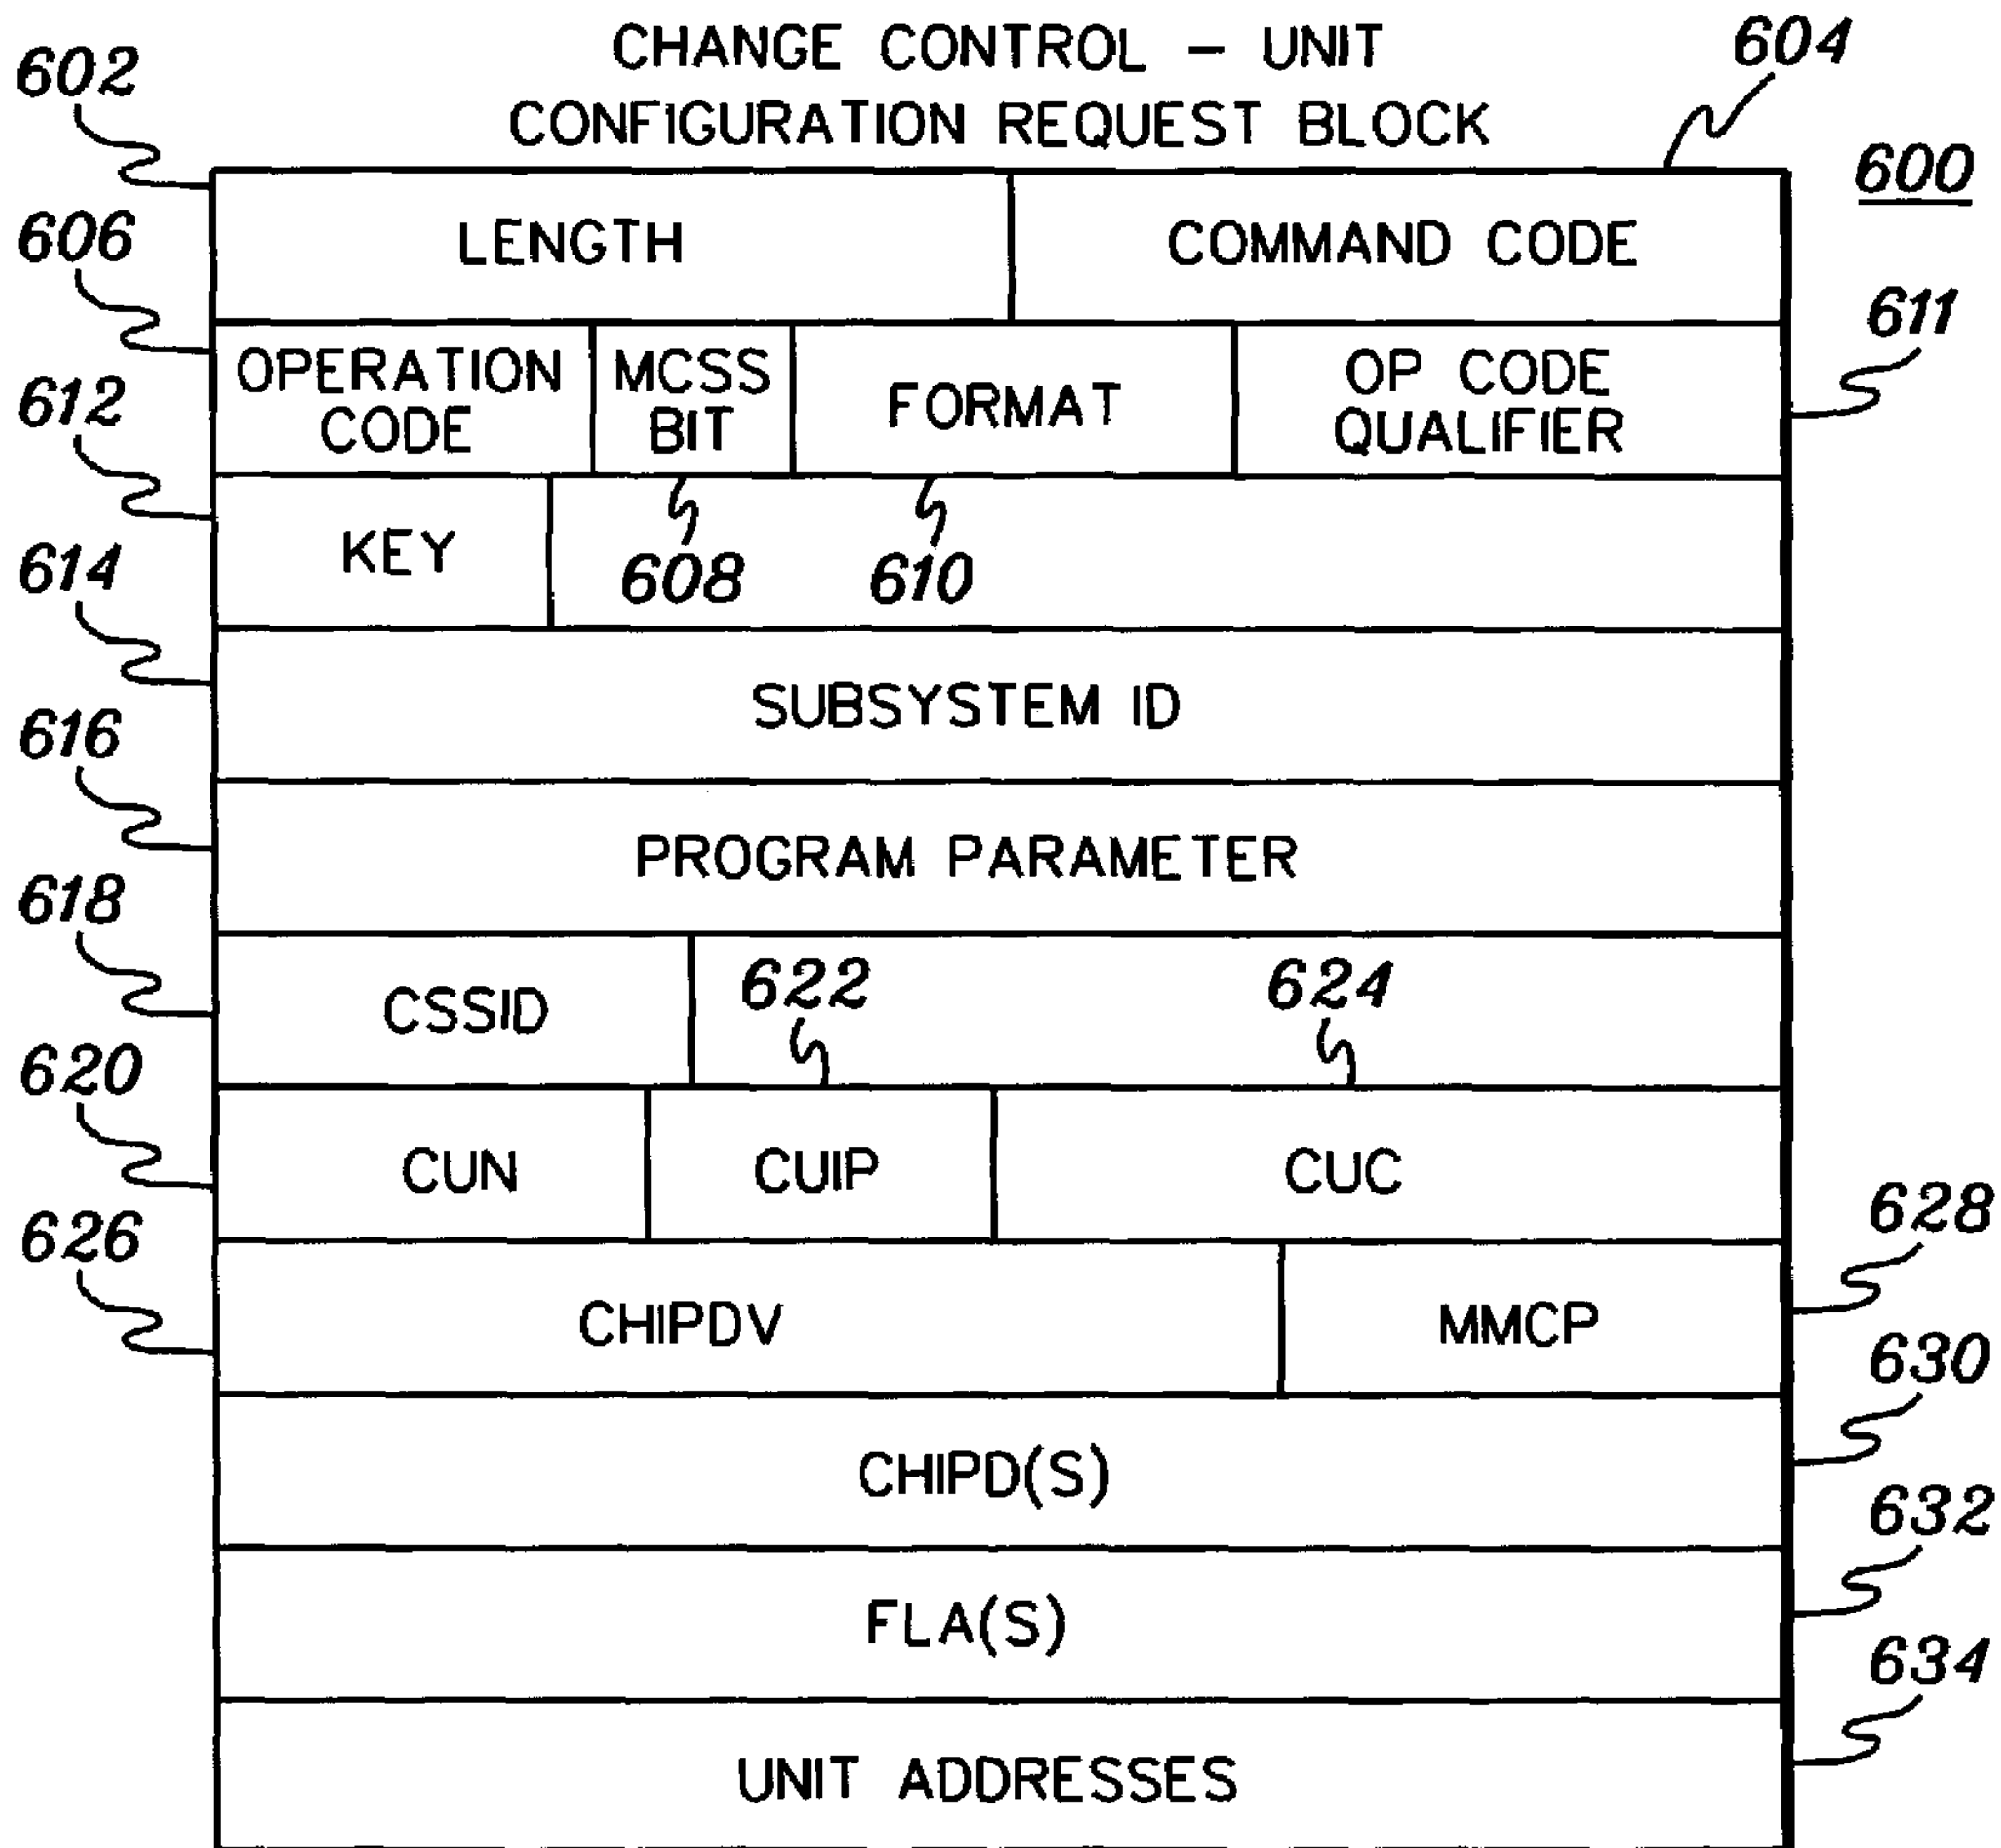 CHANGE CONTROL – UNIT
CONFIGURATION REQUEST BLOCK
602
604
600
LENGTH
COMMAND CODE
606
611
OPERATION
CODE
MCSS
BIT
FORMAT
OP CODE
QUALIFIER
612
KEY
608
610
614
SUBSYSTEM ID
616
PROGRAM PARAMETER
618
CSSID
622
624
620
CUN
CUIP
CUC
626
628
CHIPDV
MMCP
630
CHIPD(S)
632
FLA(S)
634
UNIT ADDRESSES